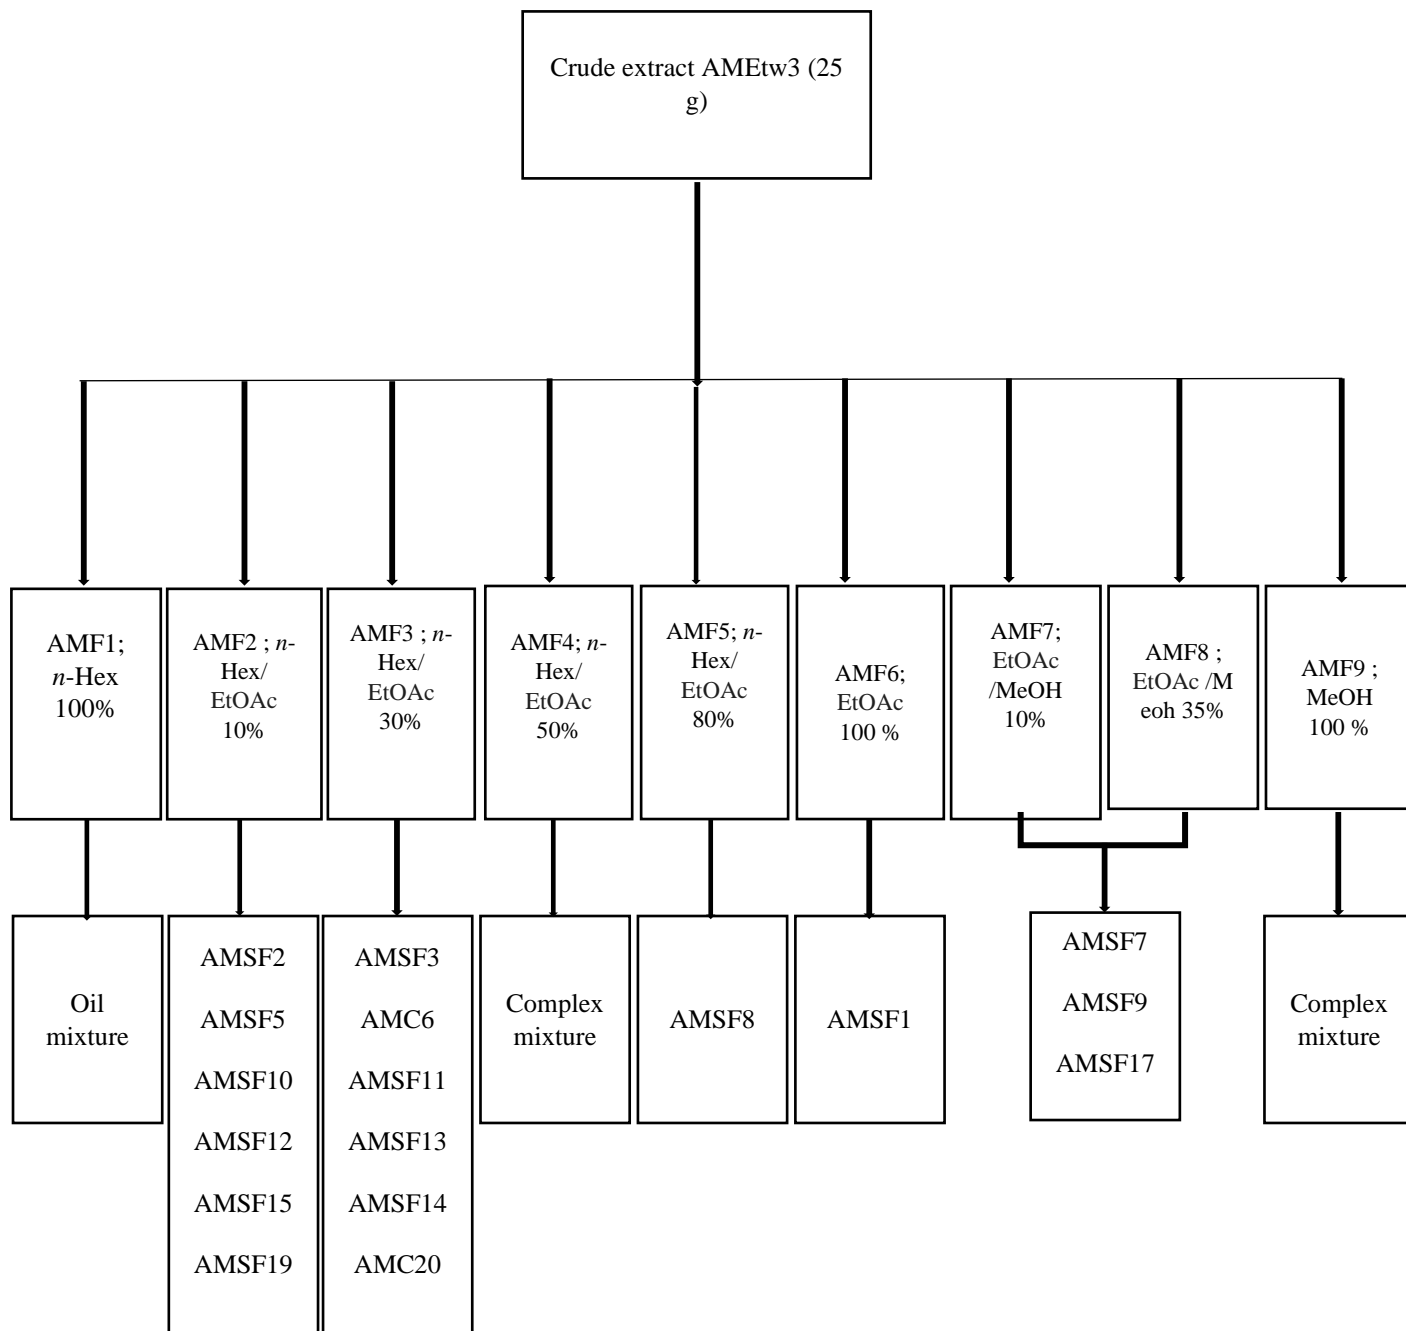 Crude extract AMEtw3 (25
g)
AMF1;
n-Hex
100%
AMF2 ; n-
Hex/
EtOAc
10%
AMF3 ; n-
Hex/
EtOAc
30%
AMF4; n-
Hex/
EtOAc
50%
AMF5; n-
Hex/
EtOAc
80%
AMF6;
EtOAc
100 %
AMF7;
EtOAc
/MeOH
10%
AMF8 ;
EtOAc /M
eoh 35%
AMF9 ;
MeOH
100 %
Oil
mixture
AMSF2
AMSF5
AMSF10
AMSF12
AMSF15
AMSF19
AMSF3
AMC6
AMSF11
AMSF13
AMSF14
AMC20
Complex
mixture
AMSF8
AMSF1
AMSF7
AMSF9
AMSF17
Complex
mixture